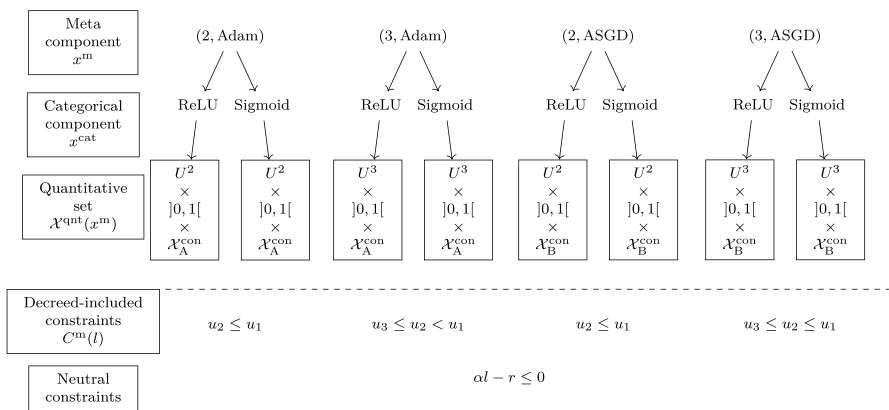 Meta
component
x^m
(2, Adam) (3, Adam) (2, ASGD) (3, ASGD)
Categorical
component
x^cat
ReLU Sigmoid ReLU Sigmoid ReLU Sigmoid ReLU Sigmoid
Quantitative
set
𝒳^qnt(x^m)
U^2 U^2 U^3 U^3 U^2 U^2 U^3 U^3
× × × × × × × ×
]0, 1[ ]0, 1[ ]0, 1[ ]0, 1[ ]0, 1[ ]0, 1[ ]0, 1[ ]0, 1[
× × × × × × × ×
𝒳_A^con 𝒳_A^con 𝒳_A^con 𝒳_A^con 𝒳_B^con 𝒳_B^con 𝒳_B^con 𝒳_B^con
Decreed-included
constraints
C^m(l)
u_2 ≤ u_1 u_3 ≤ u_2 < u_1 u_2 ≤ u_1 u_3 ≤ u_2 ≤ u_1
Neutral
constraints
αl − r ≤ 0